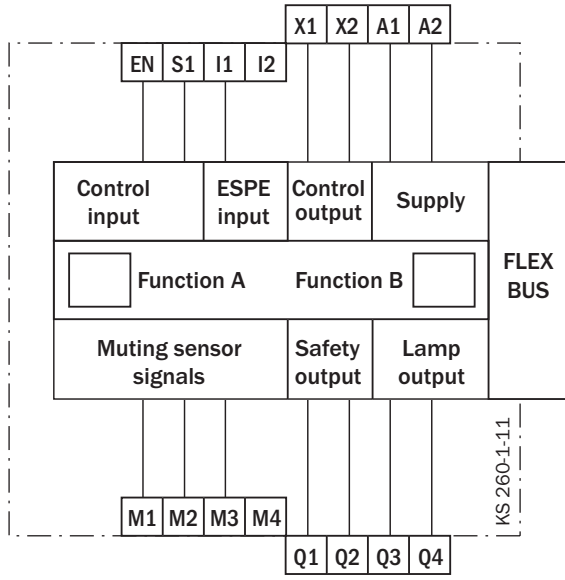 X1 X2 A1 A2
EN S1 I1 I2
Control input
ESPE input
Control output
Supply
FLEX BUS
Function A
Function B
Muting sensor signals
Safety output
Lamp output
KS 260-1-11
M1 M2 M3 M4
Q1 Q2 Q3 Q4